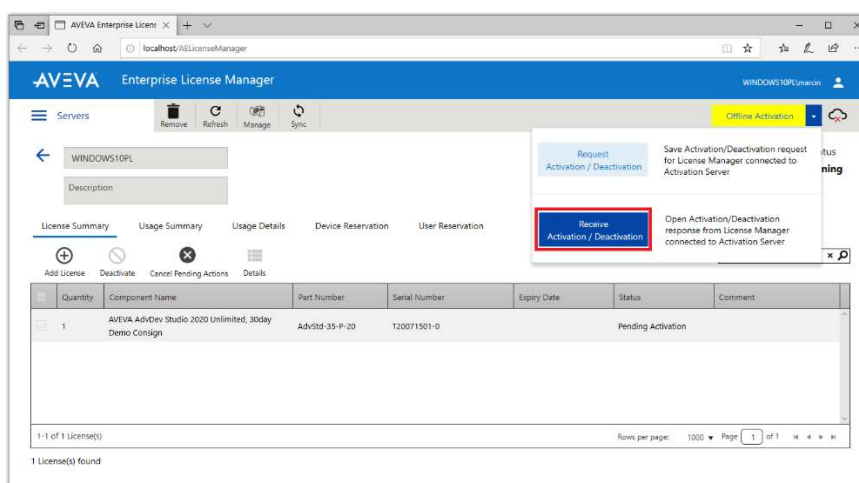 AVEVA Enterprise Licens
localhost/AELicenseManager
AVEVA Enterprise License Manager
WINDOWS10PL\marcin
Servers
Remove Refresh Manage Sync
Offline Activation
WINDOWS10PL
Description
Request
Activation / Deactivation
Save Activation/Deactivation request
for License Manager connected to
Activation Server
tus
ning
Receive
Activation / Deactivation
Open Activation/Deactivation
response from License Manager
connected to Activation Server
License Summary Usage Summary Usage Details Device Reservation User Reservation
Add License Deactivate Cancel Pending Actions Details
Quantity Component Name Part Number Serial Number Expiry Date Status Comment
1 AVEVA AdvDev Studio 2020 Unlimited, 30day
Demo Consign AdvStd-35-P-20 T20071501-0 Pending Activation
1-1 of 1 License(s)
Rows per page: 1000 Page 1 of 1
1 License(s) found